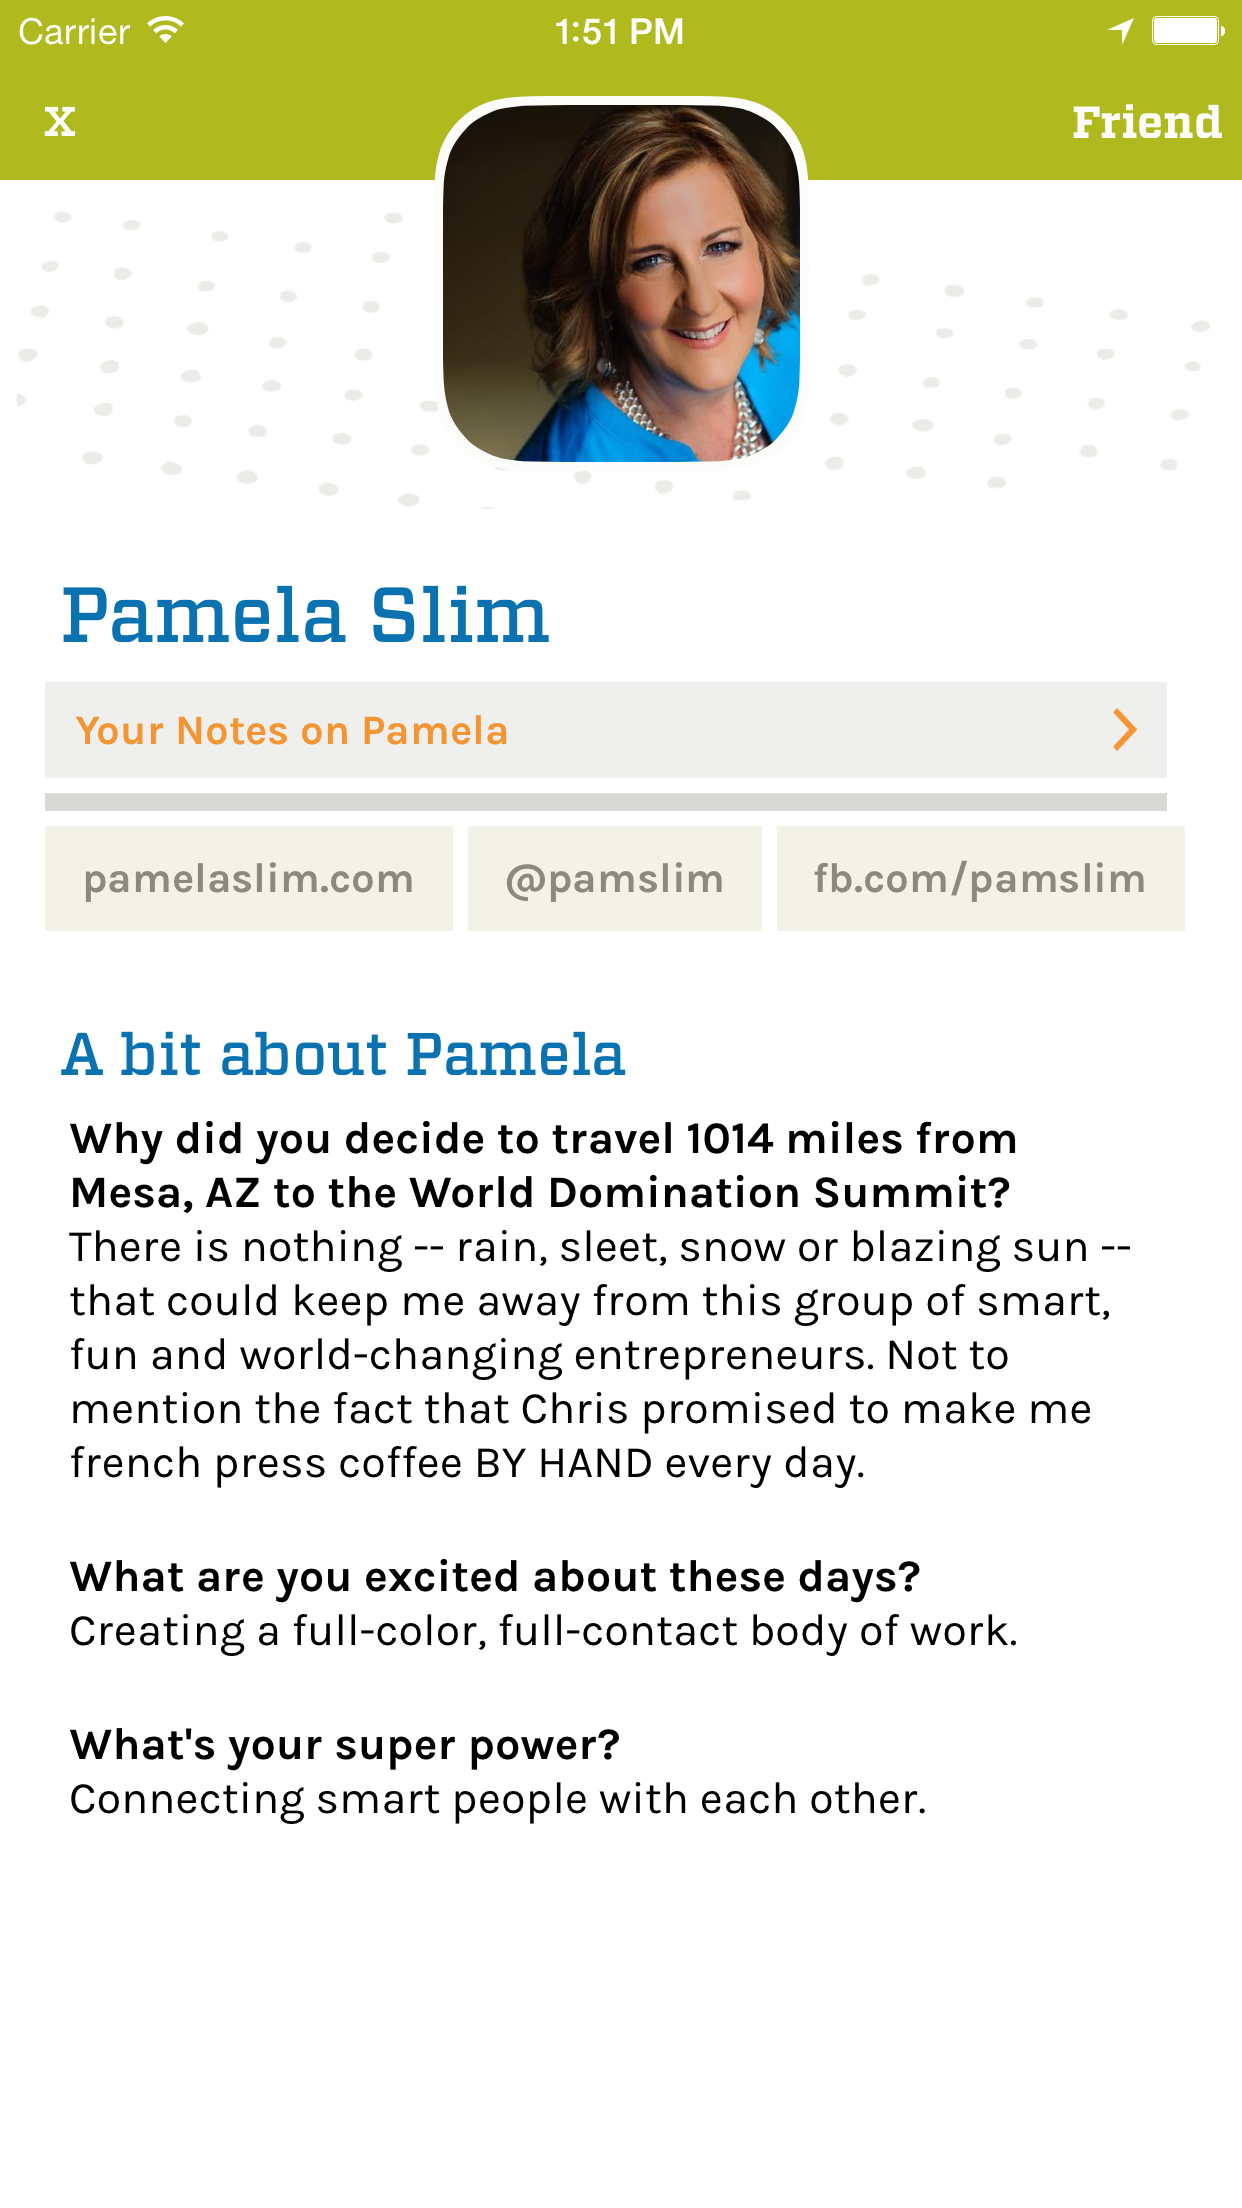 Carrier 1:51 PM
X Friend
Pamela Slim
Your Notes on Pamela
pamelaslim.com @pamslim fb.com/pamslim
A bit about Pamela
Why did you decide to travel 1014 miles from
Mesa, AZ to the World Domination Summit?
There is nothing -- rain, sleet, snow or blazing sun --
that could keep me away from this group of smart,
fun and world-changing entrepreneurs. Not to
mention the fact that Chris promised to make me
french press coffee BY HAND every day.
What are you excited about these days?
Creating a full-color, full-contact body of work.
What's your super power?
Connecting smart people with each other.